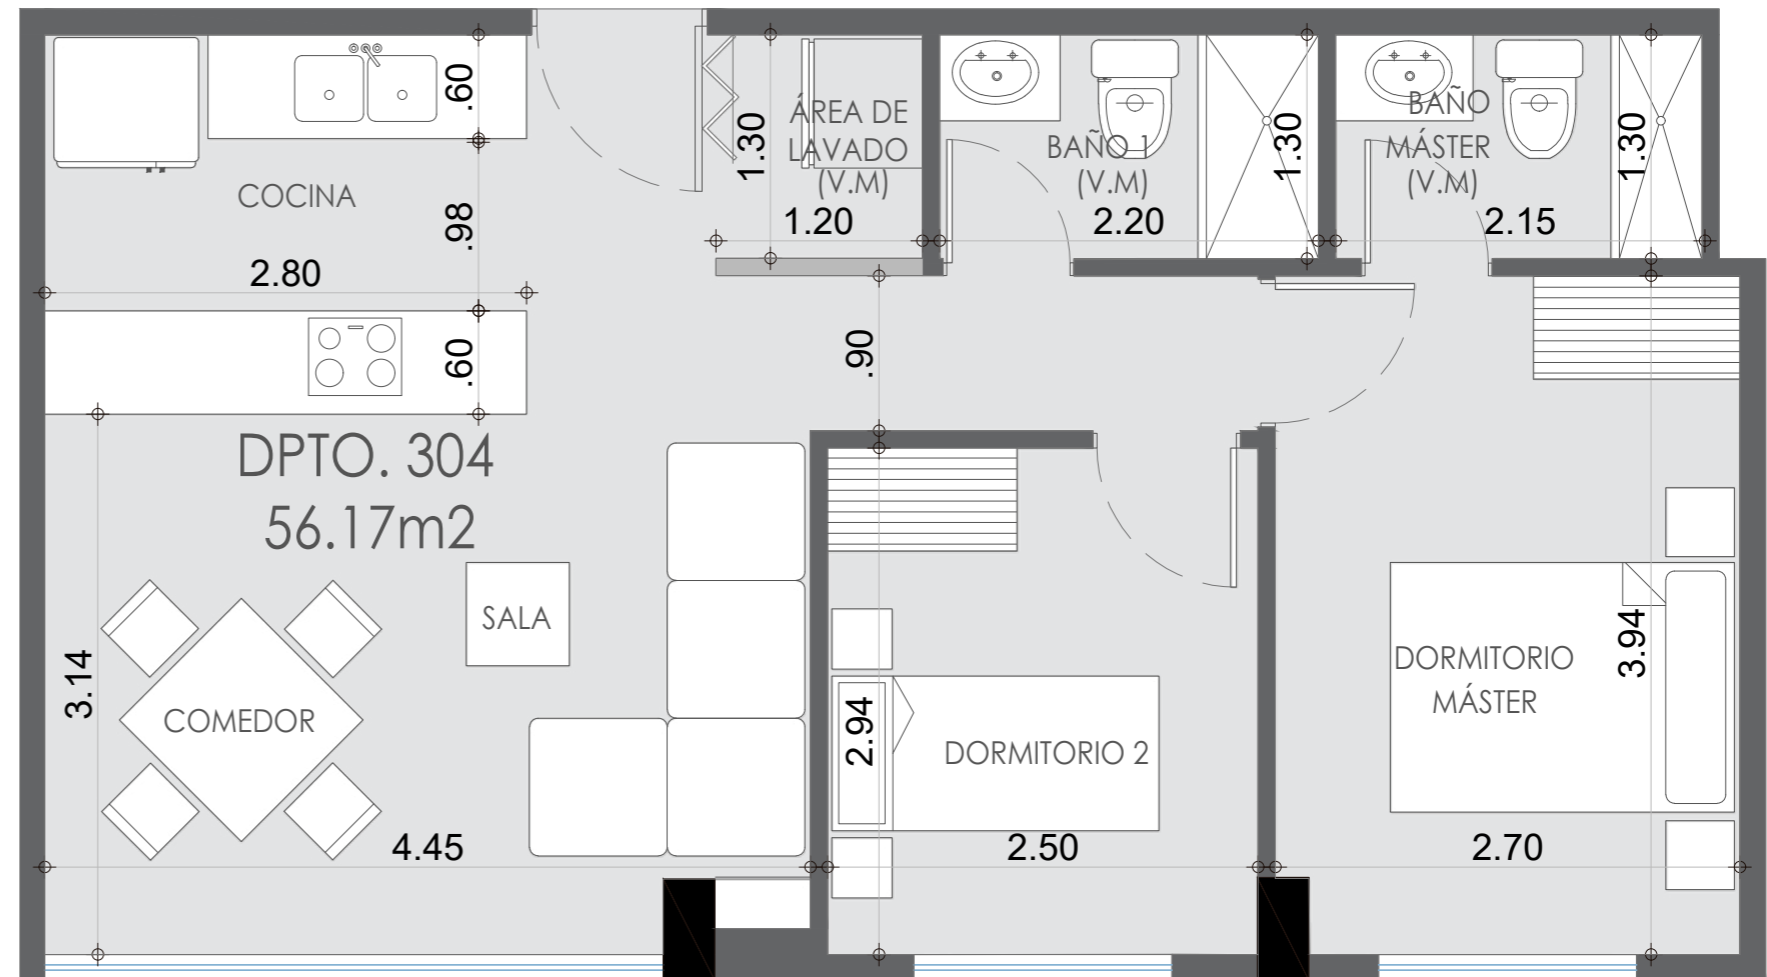 .60
ÁREA DE
LAVADO
(V.M)
1.30
1.20
BAÑO 1
(V.M)
1.30
2.20
BAÑO
MÁSTER
(V.M)
1.30
2.15
COCINA
.98
2.80
.60
.90
DPTO. 304
56.17m2
SALA
COMEDOR
3.14
4.45
2.94
DORMITORIO 2
2.50
DORMITORIO
MÁSTER
3.94
2.70